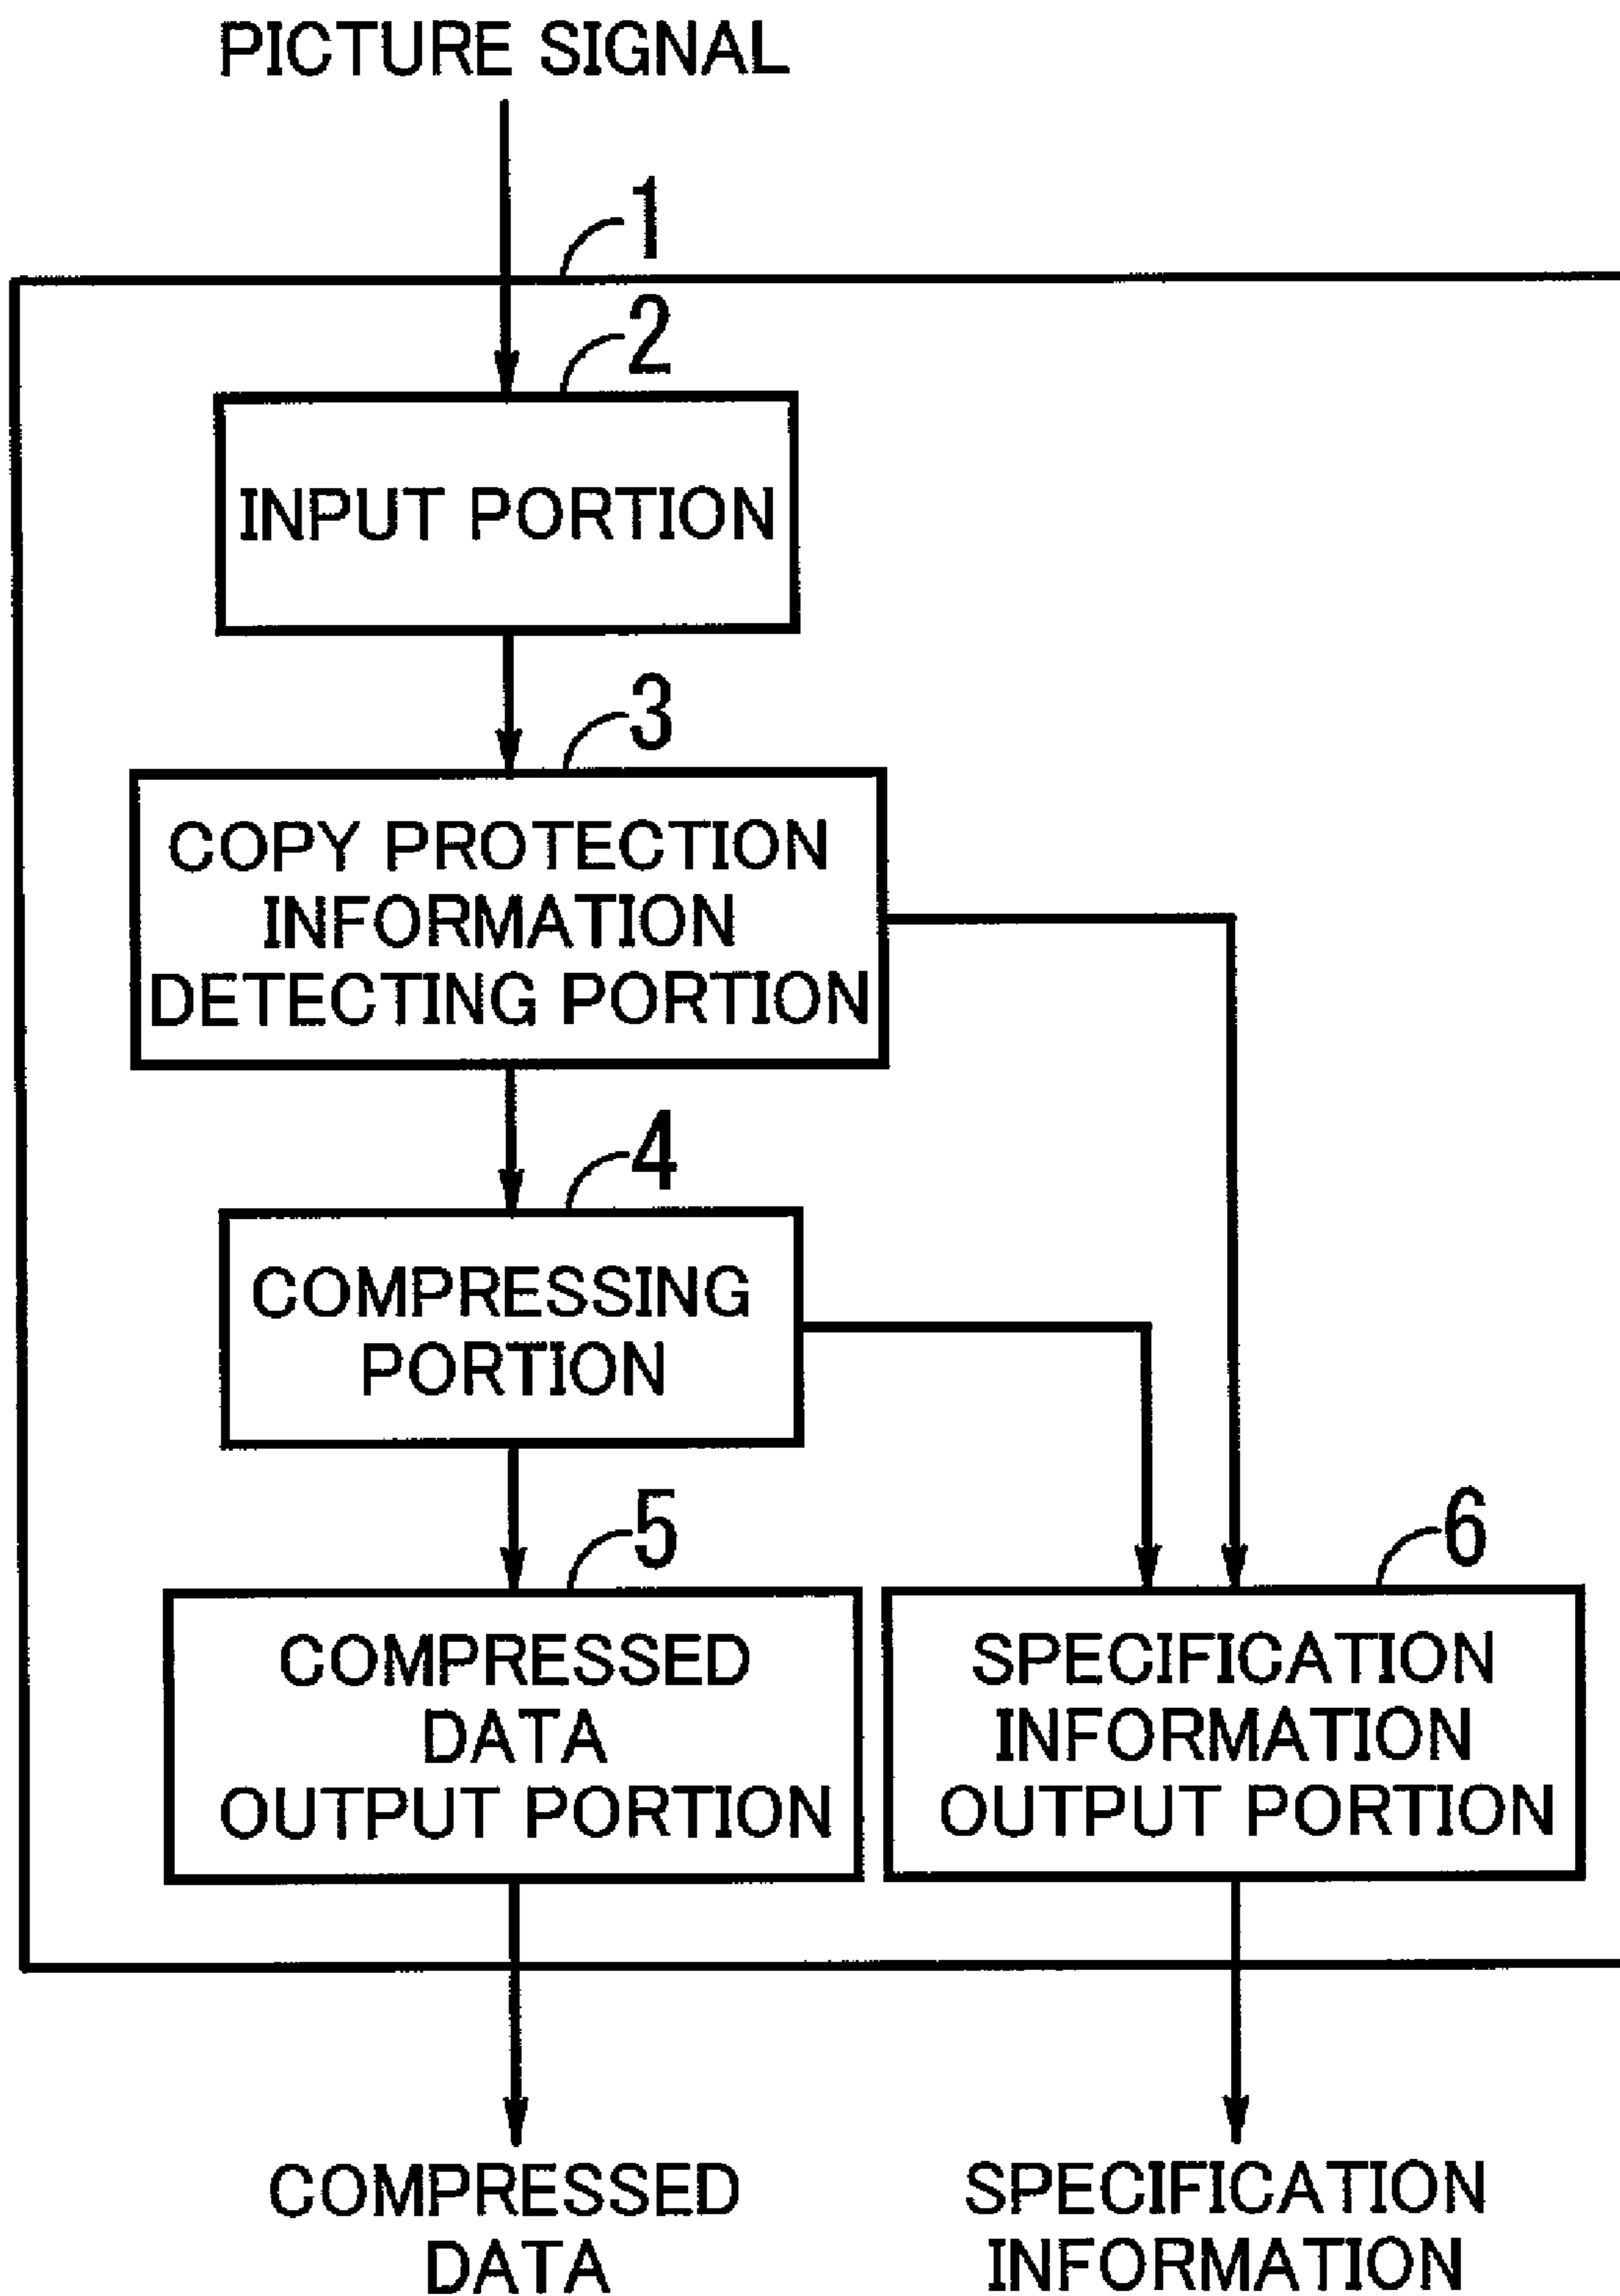 PICTURE SIGNAL
1
2
INPUT PORTION
3
COPY PROTECTION
INFORMATION
DETECTING PORTION
4
COMPRESSING
PORTION
5
COMPRESSED
DATA
OUTPUT PORTION
6
SPECIFICATION
INFORMATION
OUTPUT PORTION
COMPRESSED
DATA
SPECIFICATION
INFORMATION